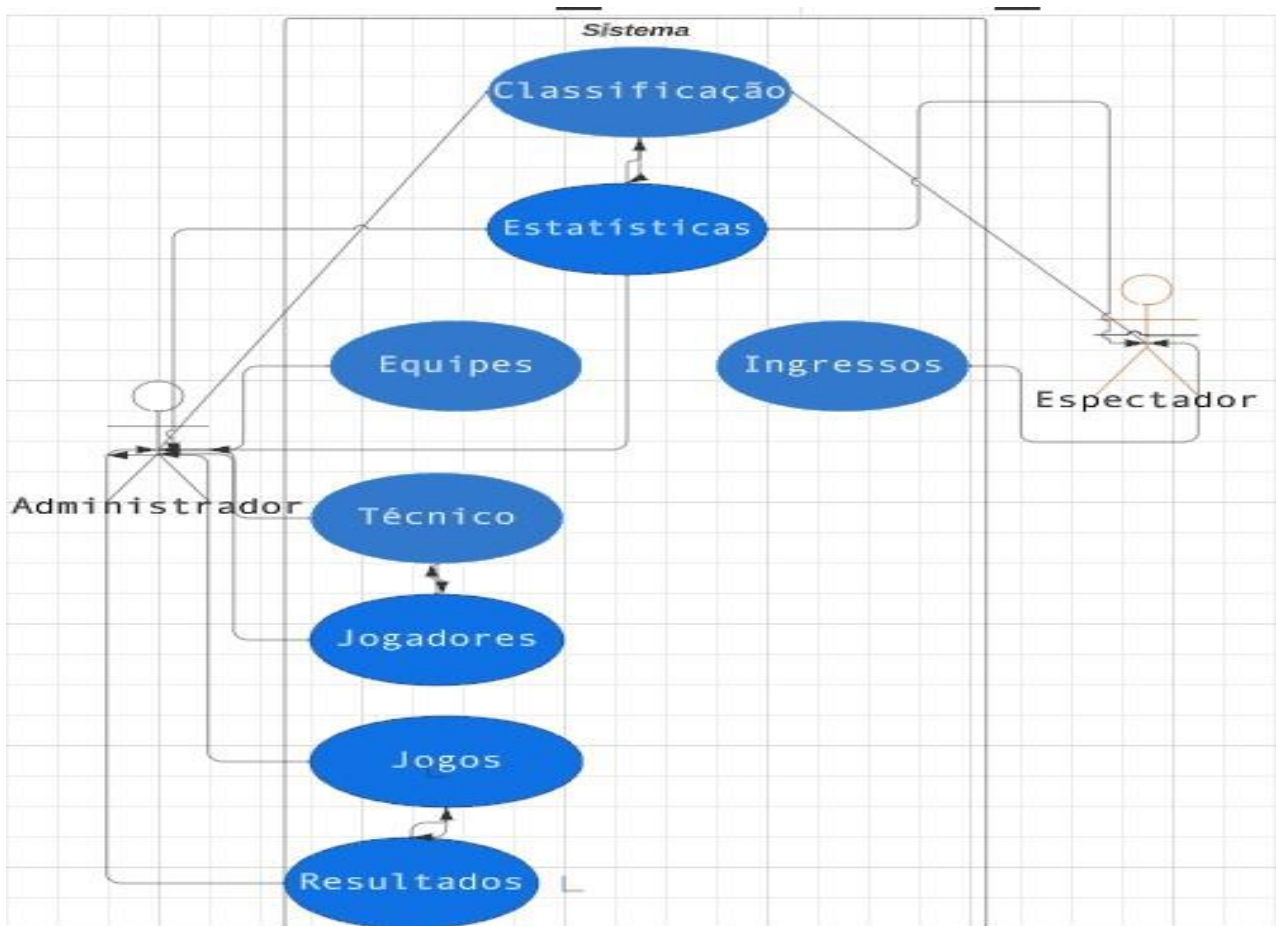 Sistema
Classificação
Estatísticas
Equipes
Ingressos
Espectador
Administrador
Técnico
Jogadores
Jogos
Resultados